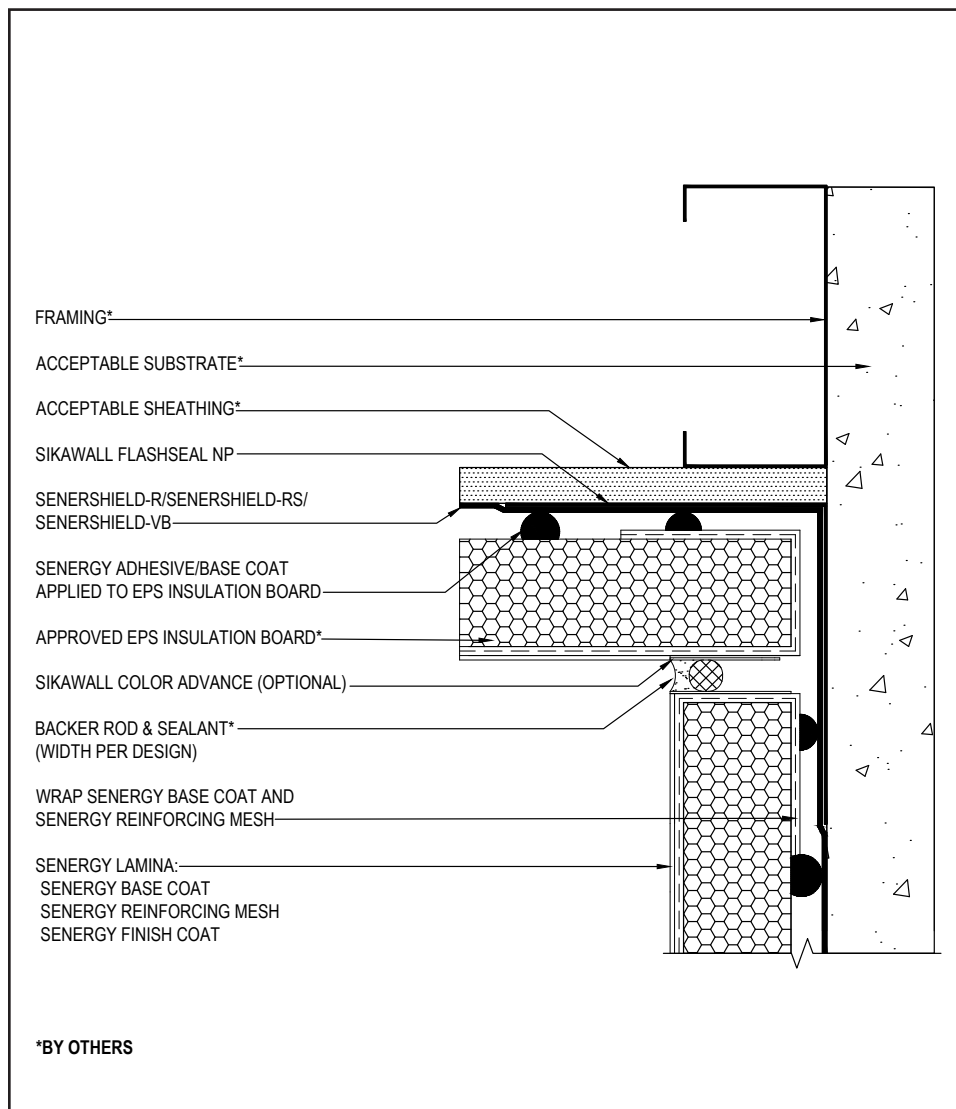 FRAMING*
ACCEPTABLE SUBSTRATE*
ACCEPTABLE SHEATHING*
SIKAWALL FLASHSEAL NP
SENERSHIELD-R/SENERSHIELD-RS/
SENERSHIELD-VB
SENERGY ADHESIVE/BASE COAT
APPLIED TO EPS INSULATION BOARD
APPROVED EPS INSULATION BOARD*
SIKAWALL COLOR ADVANCE (OPTIONAL)
BACKER ROD & SEALANT*
(WIDTH PER DESIGN)
WRAP SENERGY BASE COAT AND
SENERGY REINFORCING MESH
SENERGY LAMINA:
SENERGY BASE COAT
SENERGY REINFORCING MESH
SENERGY FINISH COAT
*BY OTHERS